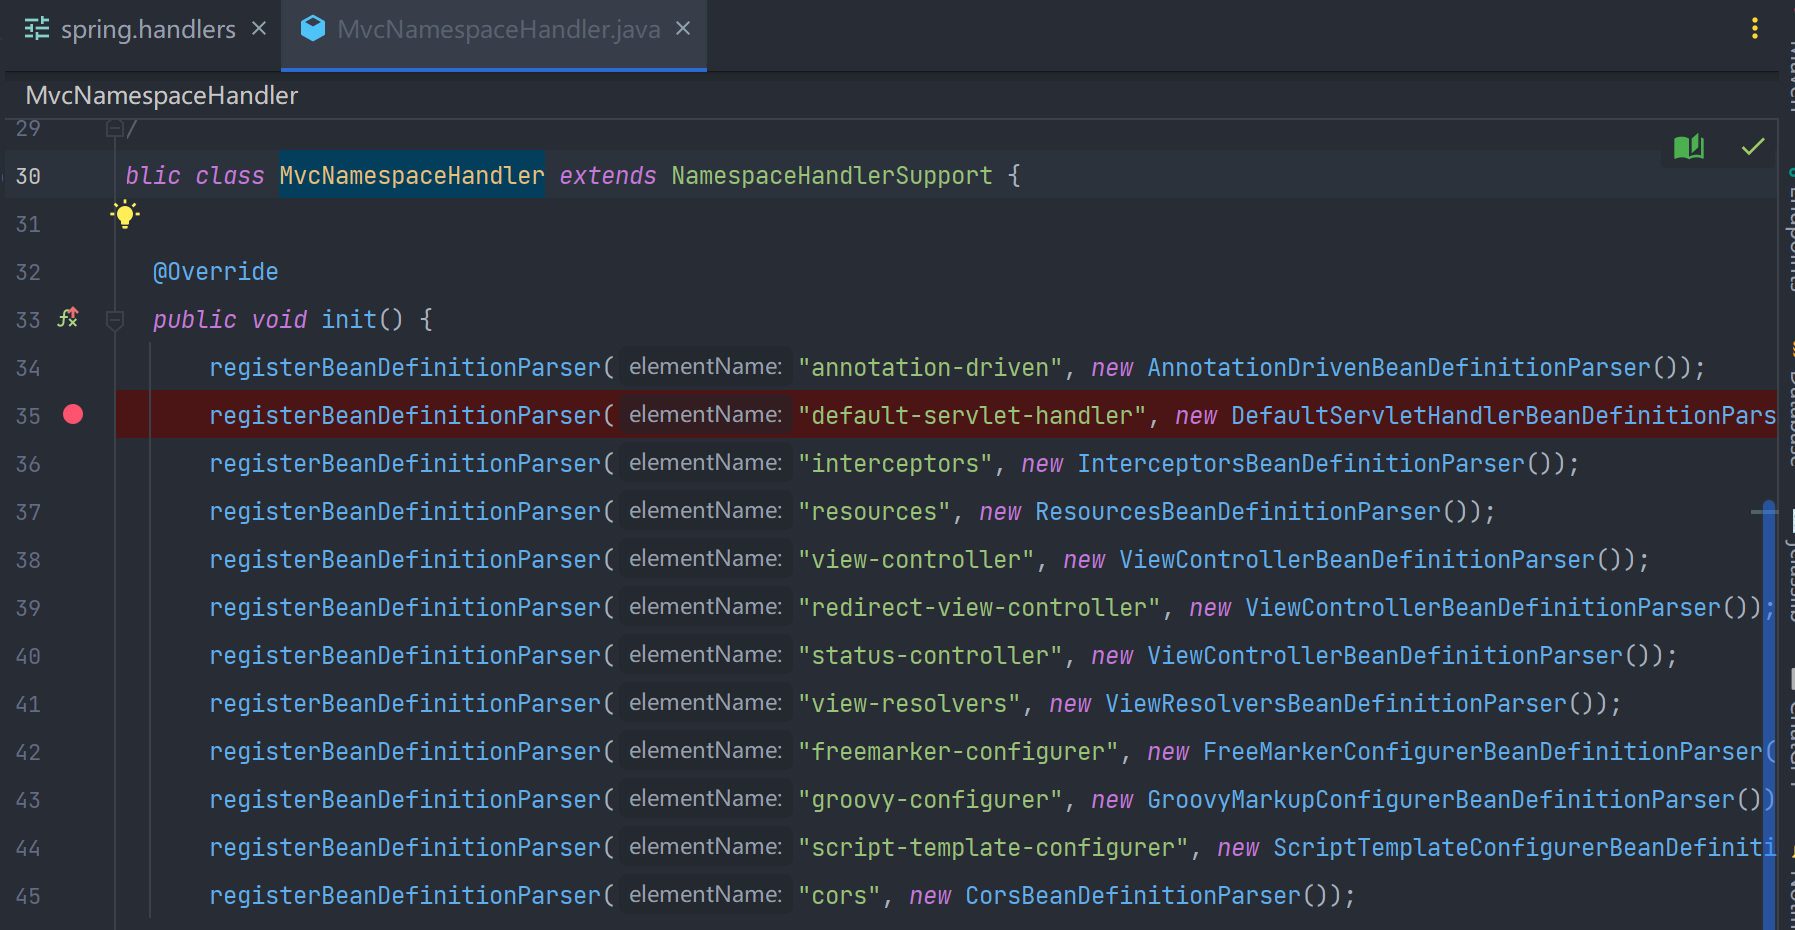 spring.handlers
MvcNamespaceHandler.java
MvcNamespaceHandler
29 /
30 blic class MvcNamespaceHandler extends NamespaceHandlerSupport {
31
32 @Override
33 public void init() {
34 registerBeanDefinitionParser( elementName: "annotation-driven", new AnnotationDrivenBeanDefinitionParser());
35 registerBeanDefinitionParser( elementName: "default-servlet-handler", new DefaultServletHandlerBeanDefinitionPars
36 registerBeanDefinitionParser( elementName: "interceptors", new InterceptorsBeanDefinitionParser());
37 registerBeanDefinitionParser( elementName: "resources", new ResourcesBeanDefinitionParser());
38 registerBeanDefinitionParser( elementName: "view-controller", new ViewControllerBeanDefinitionParser());
39 registerBeanDefinitionParser( elementName: "redirect-view-controller", new ViewControllerBeanDefinitionParser());
40 registerBeanDefinitionParser( elementName: "status-controller", new ViewControllerBeanDefinitionParser());
41 registerBeanDefinitionParser( elementName: "view-resolvers", new ViewResolversBeanDefinitionParser());
42 registerBeanDefinitionParser( elementName: "freemarker-configurer", new FreeMarkerConfigurerBeanDefinitionParser(
43 registerBeanDefinitionParser( elementName: "groovy-configurer", new GroovyMarkupConfigurerBeanDefinitionParser())
44 registerBeanDefinitionParser( elementName: "script-template-configurer", new ScriptTemplateConfigurerBeanDefiniti
45 registerBeanDefinitionParser( elementName: "cors", new CorsBeanDefinitionParser());